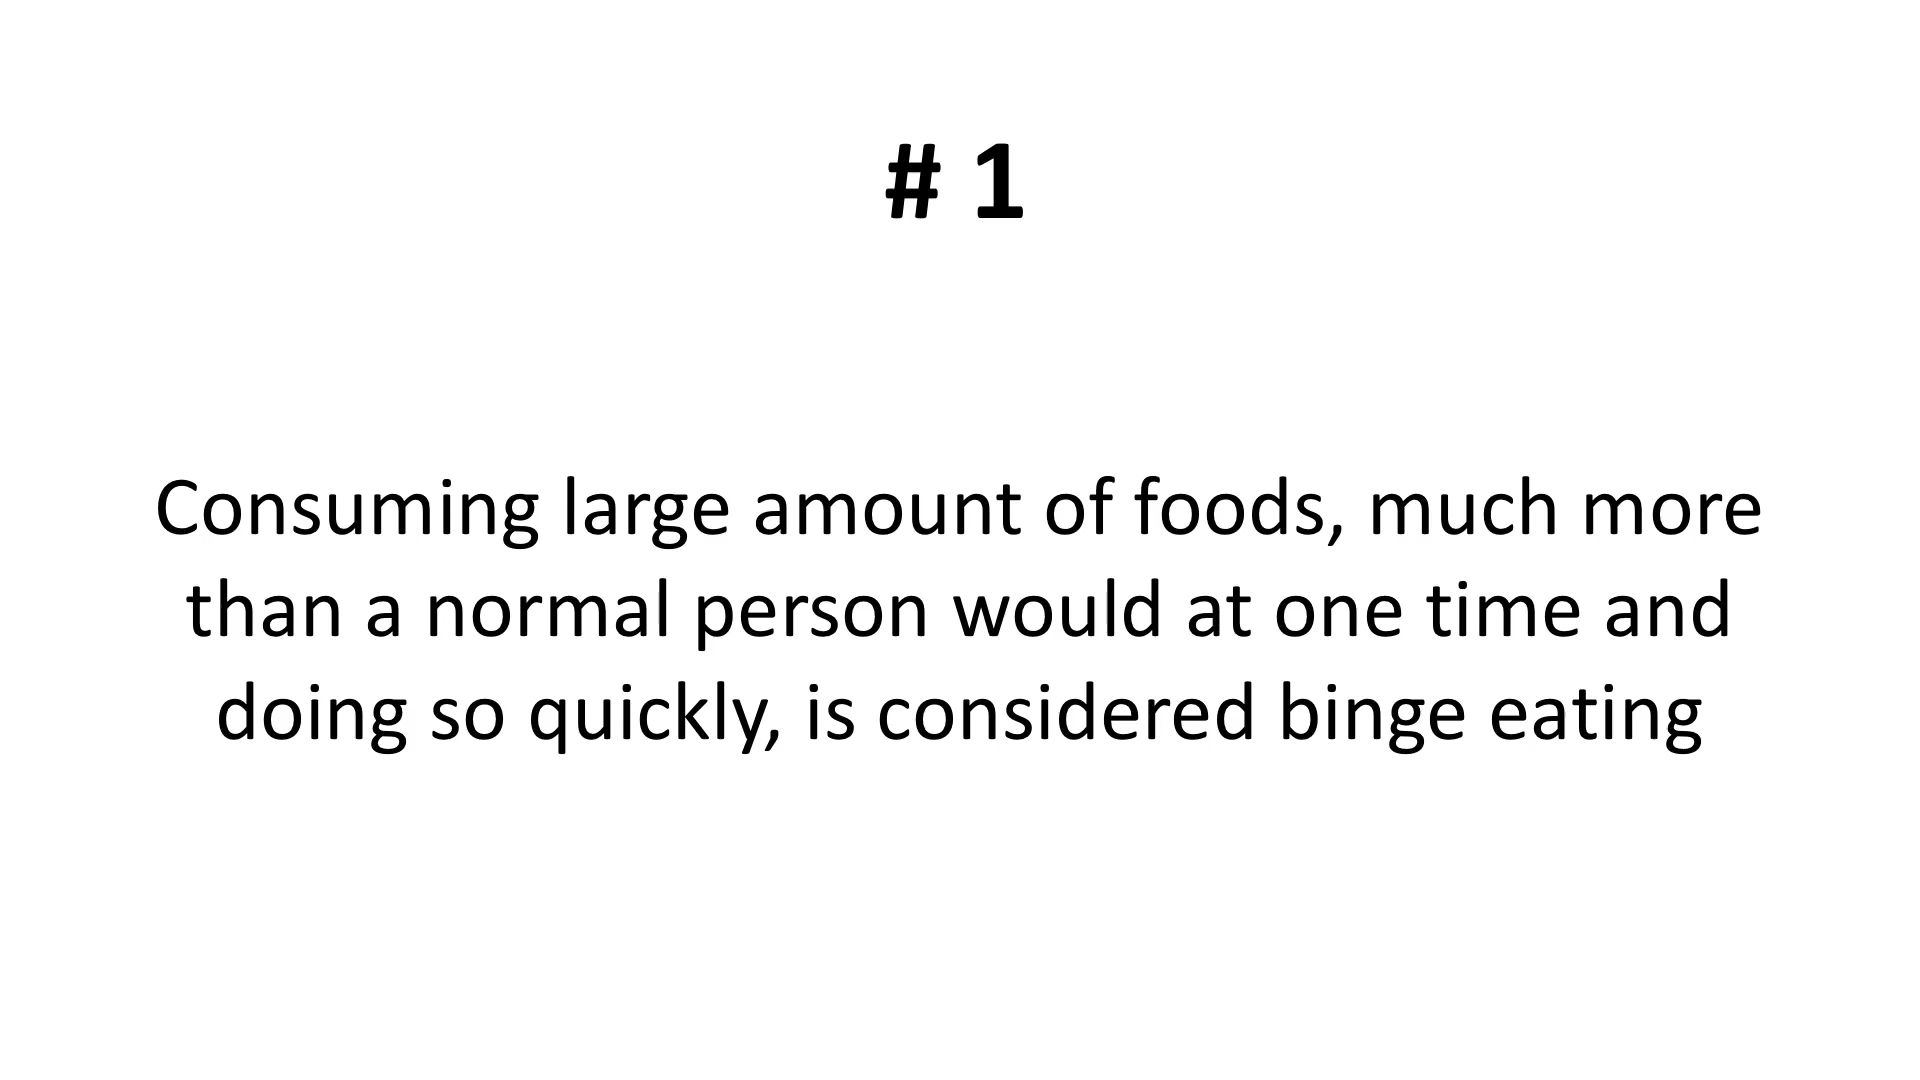 # 1
Consuming large amount of foods, much more
than a normal person would at one time and
doing so quickly, is considered binge eating